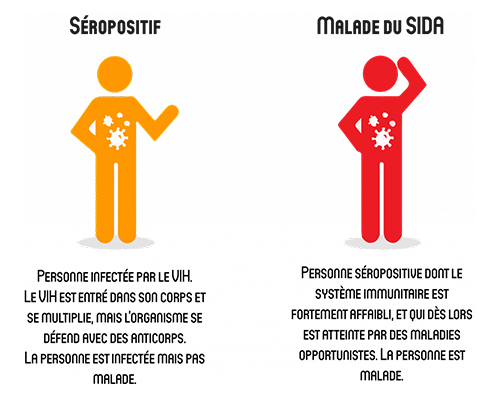 Séropositif
Personne infectée par le VIH.
Le VIH est entré dans son corps et
se multiplie, mais l'organisme se
défend avec des anticorps.
La personne est infectée mais pas
malade.
Malade du SIDA
Personne séropositive dont le
système immunitaire est
fortement affaibli, et qui dès lors
est atteinte par des maladies
opportunistes. La personne est
malade.